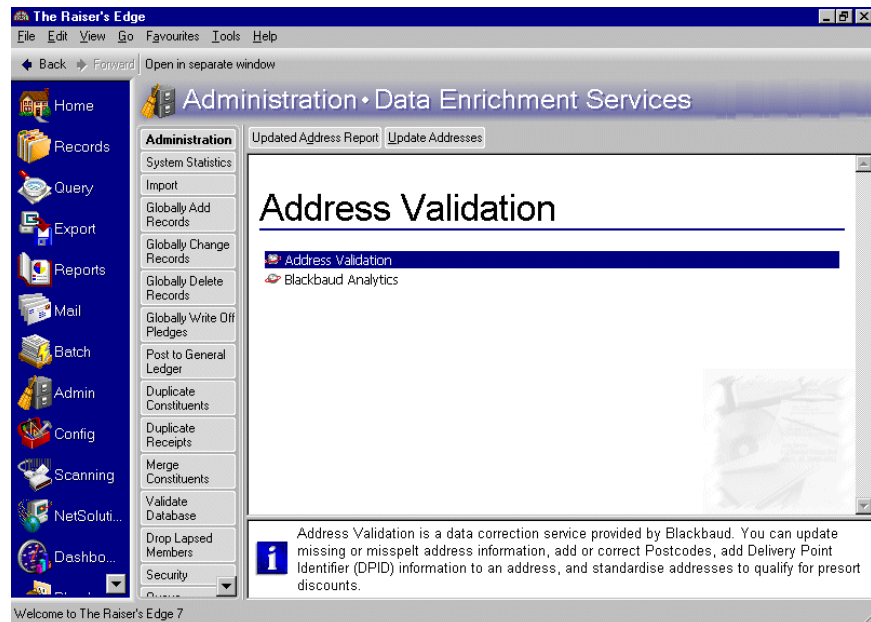 The Raiser's Edge
File Edit View Go Favourites Tools Help
Back Forward Open in separate window
Administration • Data Enrichment Services
Home
Records
Query
Export
Reports
Mail
Batch
Admin
Config
Scanning
NetSoluti...
Dashbo...
Administration
System Statistics
Import
Globally Add
Records
Globally Change
Records
Globally Delete
Records
Globally Write Off
Pledges
Post to General
Ledger
Duplicate
Constituents
Duplicate
Receipts
Merge
Constituents
Validate
Database
Drop Lapsed
Members
Security
Updated Address Report Update Addresses
Address Validation
Address Validation
Blackbaud Analytics
Address Validation is a data correction service provided by Blackbaud. You can update
missing or misspelt address information, add or correct Postcodes, add Delivery Point
Identifier (DPID) information to an address, and standardise addresses to qualify for presort
discounts.
Welcome to The Raiser's Edge 7